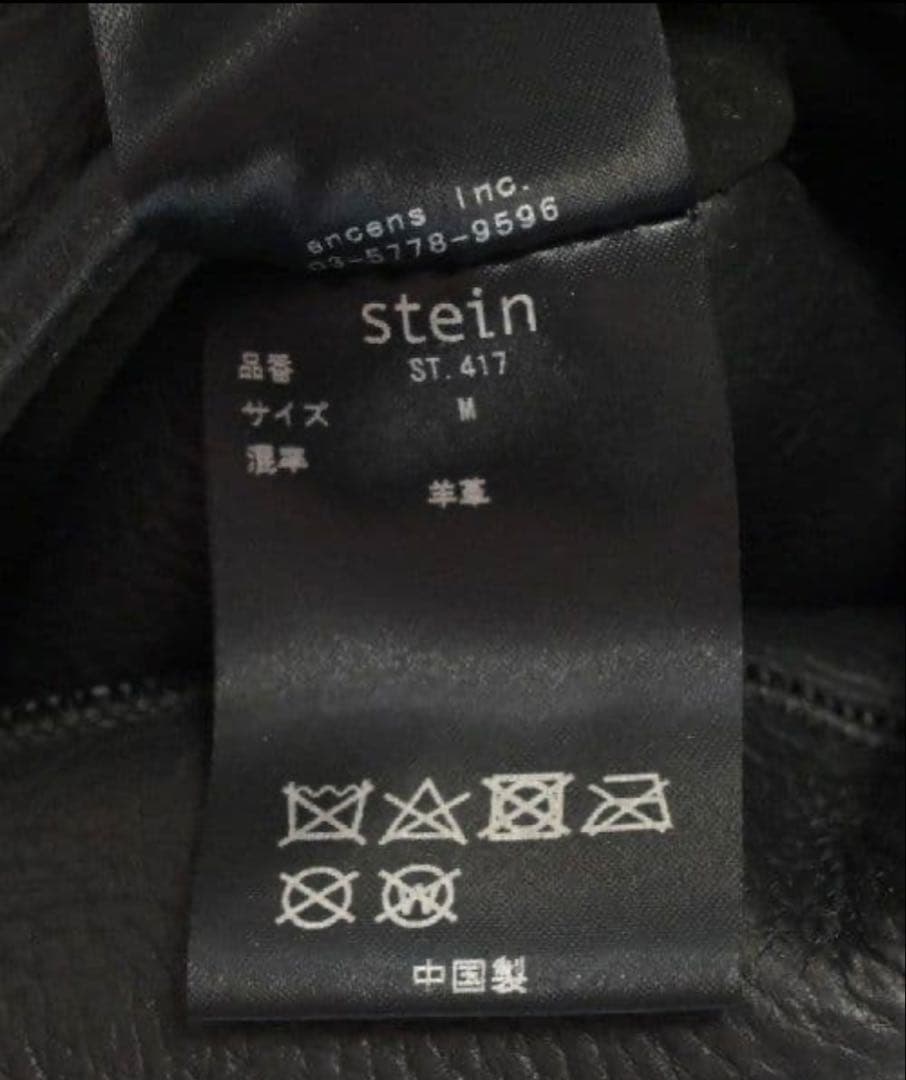 encens Inc.
03-5778-9596
stein
品番 ST.417
サイズ M
混率
羊革
W
中国製